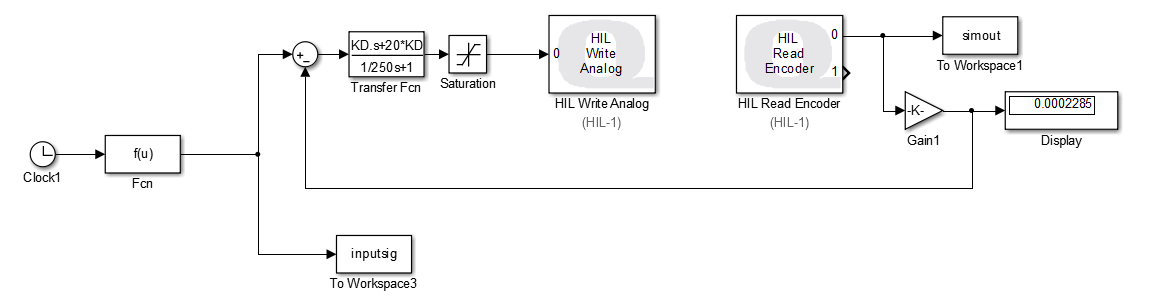 KD.s+20*KD
1/250s+1
Transfer Fcn
Saturation
0
HIL
Write
Analog
HIL Write Analog
(HIL-1)
HIL
Read
Encoder
0
1
HIL Read Encoder
(HIL-1)
simout
To Workspace1
-K-
Gain1
0.0002285
Display
Clock1
f(u)
Fcn
inputsig
To Workspace3